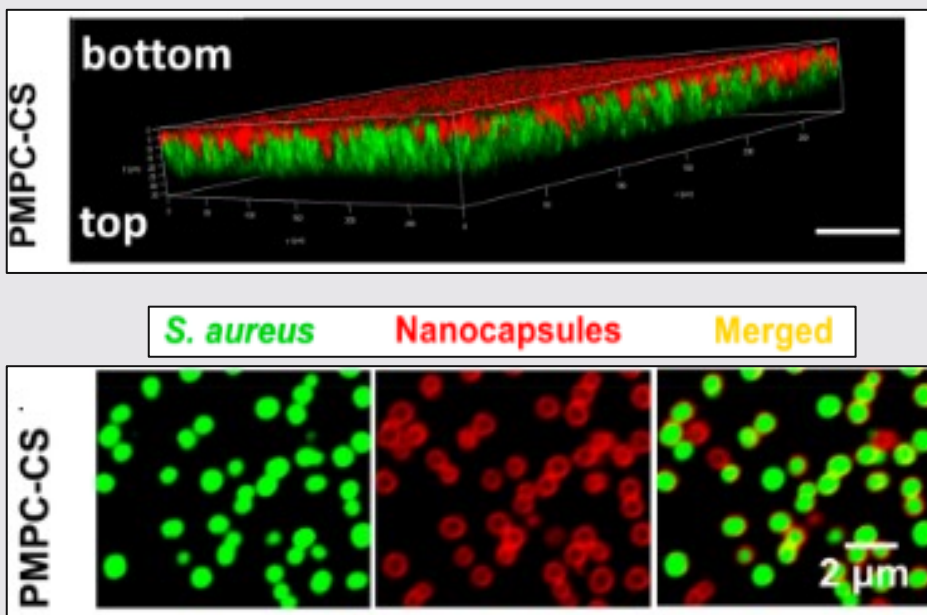 PMPC-CS
bottom
top
S. aureus Nanocapsules Merged
PMPC-CS
2 µm